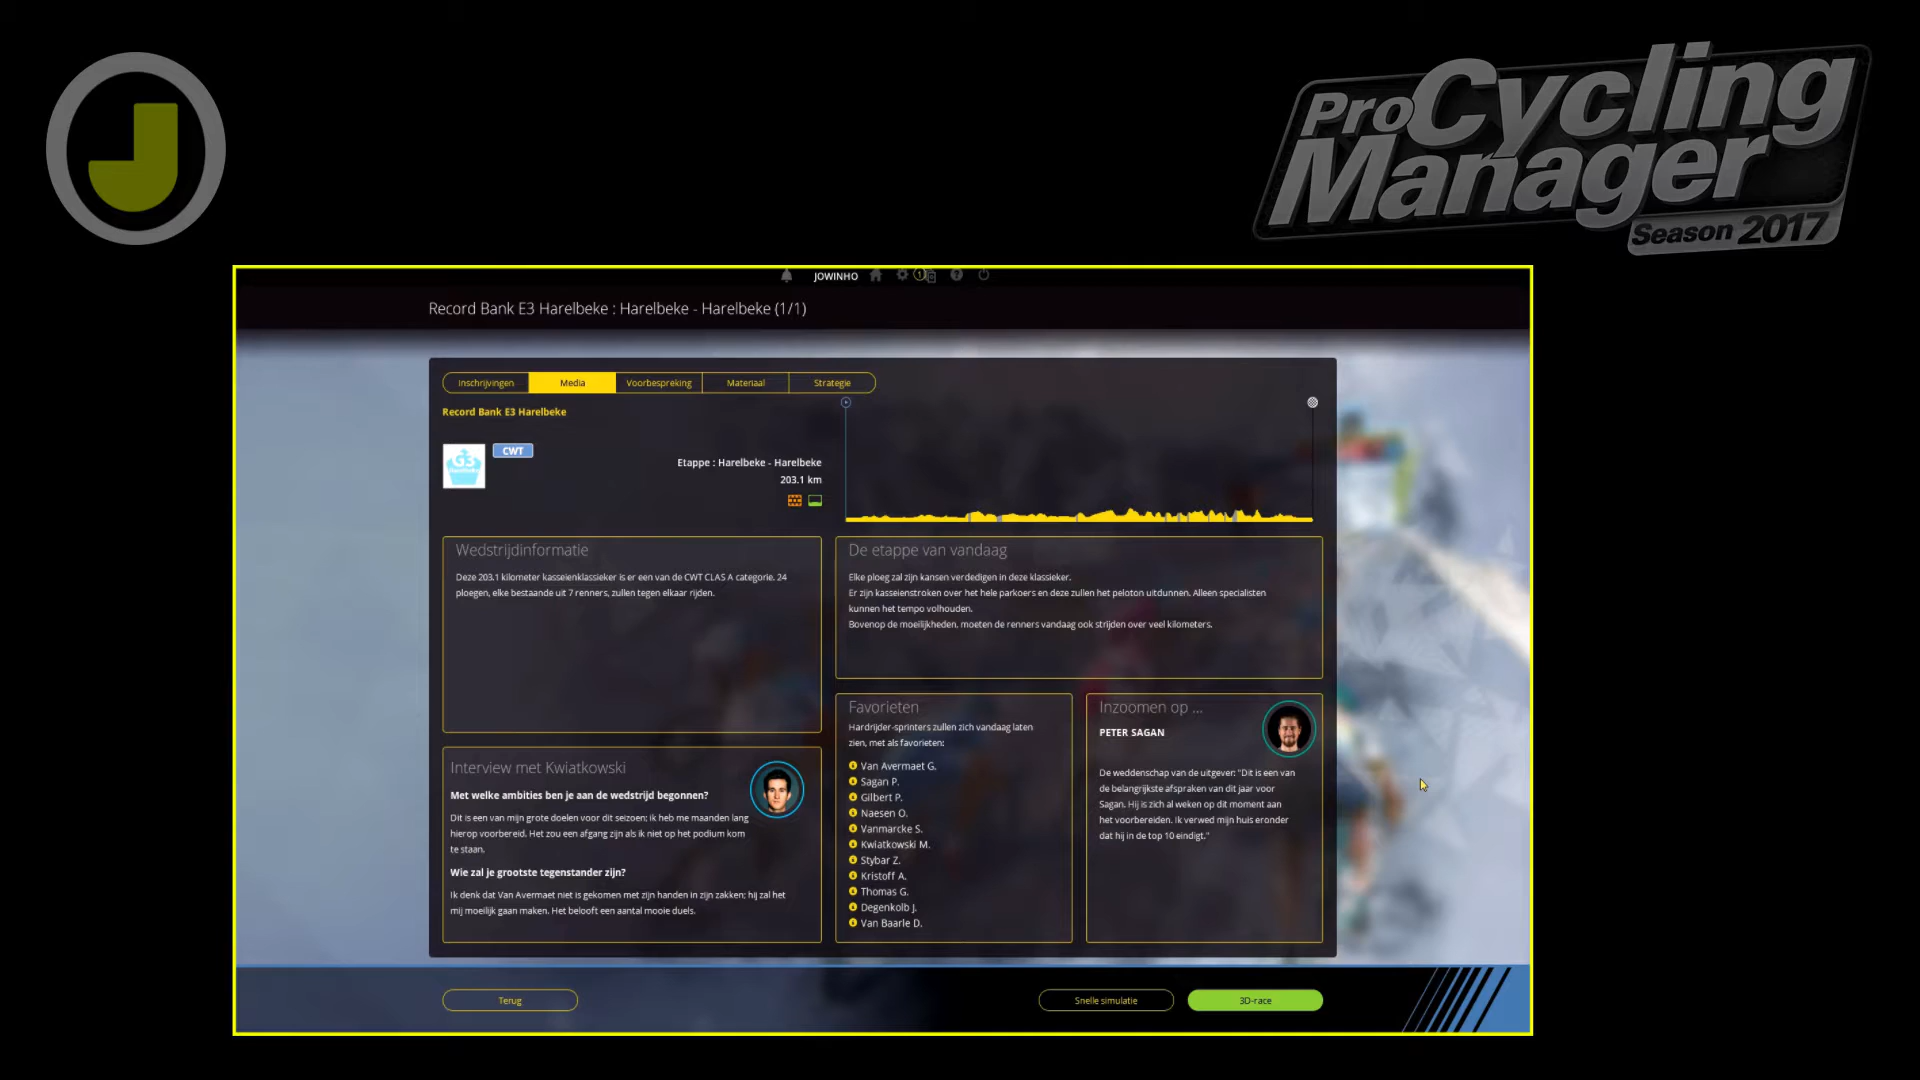 J
Pro Cycling
Manager
Season 2017
JOWINHO
1
Record Bank E3 Harelbeke : Harelbeke - Harelbeke (1/1)
Inschrijvingen
Media
Voorbespreking
Materiaal
Strategie
Record Bank E3 Harelbeke
CWT
Etappe : Harelbeke - Harelbeke
203.1 km
Wedstrijdinformatie
Deze 203.1 kilometer kasseienklassieker is er een van de CWT CLAS A categorie. 24
ploegen, elke bestaande uit 7 renners, zullen tegen elkaar rijden.
De etappe van vandaag
Elke ploeg zal zijn kansen verdedigen in deze klassieker.
Er zijn kasseienstroken over het hele parkoers en deze zullen het peloton uitdunnen. Alleen specialisten
kunnen het tempo volhouden.
Bovenop de moeilijkheden, moeten de renners vandaag ook strijden over veel kilometers.
Interview met Kwiatkowski
Met welke ambities ben je aan de wedstrijd begonnen?
Dit is een van mijn grote doelen voor dit seizoen; ik heb me maanden lang
hierop voorbereid. Het zou een afgang zijn als ik niet op het podium kom
te staan.
Wie zal je grootste tegenstander zijn?
Ik denk dat Van Avermaet niet is gekomen met zijn handen in zijn zakken; hij zal het
mij moeilijk gaan maken. Het belooft een aantal mooie duels.
Favorieten
Hardrijder-sprinters zullen zich vandaag laten
zien, met als favorieten:
Van Avermaet G.
Sagan P.
Gilbert P.
Naesen O.
Vanmarcke S.
Kwiatkowski M.
Stybar Z.
Kristoff A.
Thomas G.
Degenkolb J.
Van Baarle D.
Inzoomen op ...
PETER SAGAN
De weddenschap van de uitgever: "Dit is een van
de belangrijkste afspraken van dit jaar voor
Sagan. Hij is zich al weken op dit moment aan
het voorbereiden. Ik verwed mijn huis eronder
dat hij in de top 10 eindigt."
Terug
Snelle simulatie
3D-race